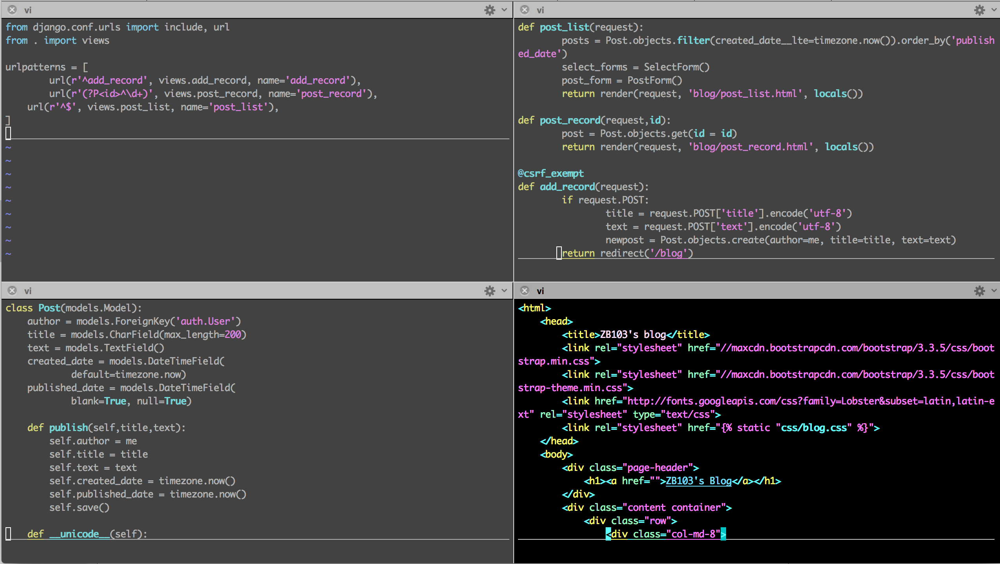 vi
from django.conf.urls import include, url
from . import views
urlpatterns = [
url(r'^add_record', views.add_record, name='add_record'),
url(r'(?P<id>^\d+)', views.post_record, name='post_record'),
url(r'^$', views.post_list, name='post_list'),
]
~
~
~
~
~
~
~
~
~
vi
def post_list(request):
posts = Post.objects.filter(created_date__lte=timezone.now()).order_by('publish
ed_date')
select_forms = SelectForm()
post_form = PostForm()
return render(request, 'blog/post_list.html', locals())
def post_record(request,id):
post = Post.objects.get(id = id)
return render(request, 'blog/post_record.html', locals())
@csrf_exempt
def add_record(request):
if request.POST:
title = request.POST['title'].encode('utf-8')
text = request.POST['text'].encode('utf-8')
newpost = Post.objects.create(author=me, title=title, text=text)
return redirect('/blog')
vi
class Post(models.Model):
author = models.ForeignKey('auth.User')
title = models.CharField(max_length=200)
text = models.TextField()
created_date = models.DateTimeField(
default=timezone.now)
published_date = models.DateTimeField(
blank=True, null=True)
def publish(self,title,text):
self.author = me
self.title = title
self.text = text
self.created_date = timezone.now()
self.published_date = timezone.now()
self.save()
def __unicode__(self):
vi
<html>
<head>
<title>ZB103's blog</title>
<link rel="stylesheet" href="//maxcdn.bootstrapcdn.com/bootstrap/3.3.5/css/boot
strap.min.css">
<link rel="stylesheet" href="//maxcdn.bootstrapcdn.com/bootstrap/3.3.5/css/boot
strap-theme.min.css">
<link href="http://fonts.googleapis.com/css?family=Lobster&subset=latin,latin-e
xt" rel="stylesheet" type="text/css">
<link rel="stylesheet" href="{% static "css/blog.css" %}">
</head>
<body>
<div class="page-header">
<h1><a href="">ZB103's Blog</a></h1>
</div>
<div class="content container">
<div class="row">
<div class="col-md-8">